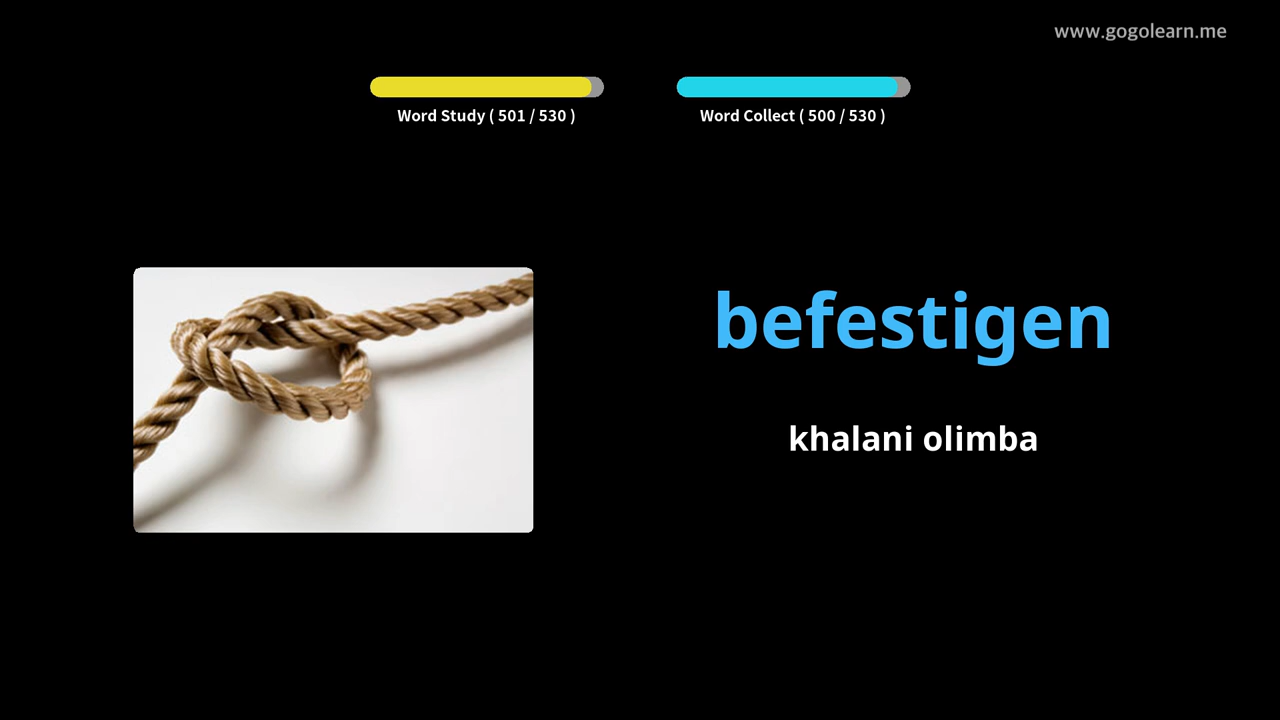 www.gogolearn.me
Word Study ( 501 / 530 )
Word Collect ( 500 / 530 )
befestigen
khalani olimba